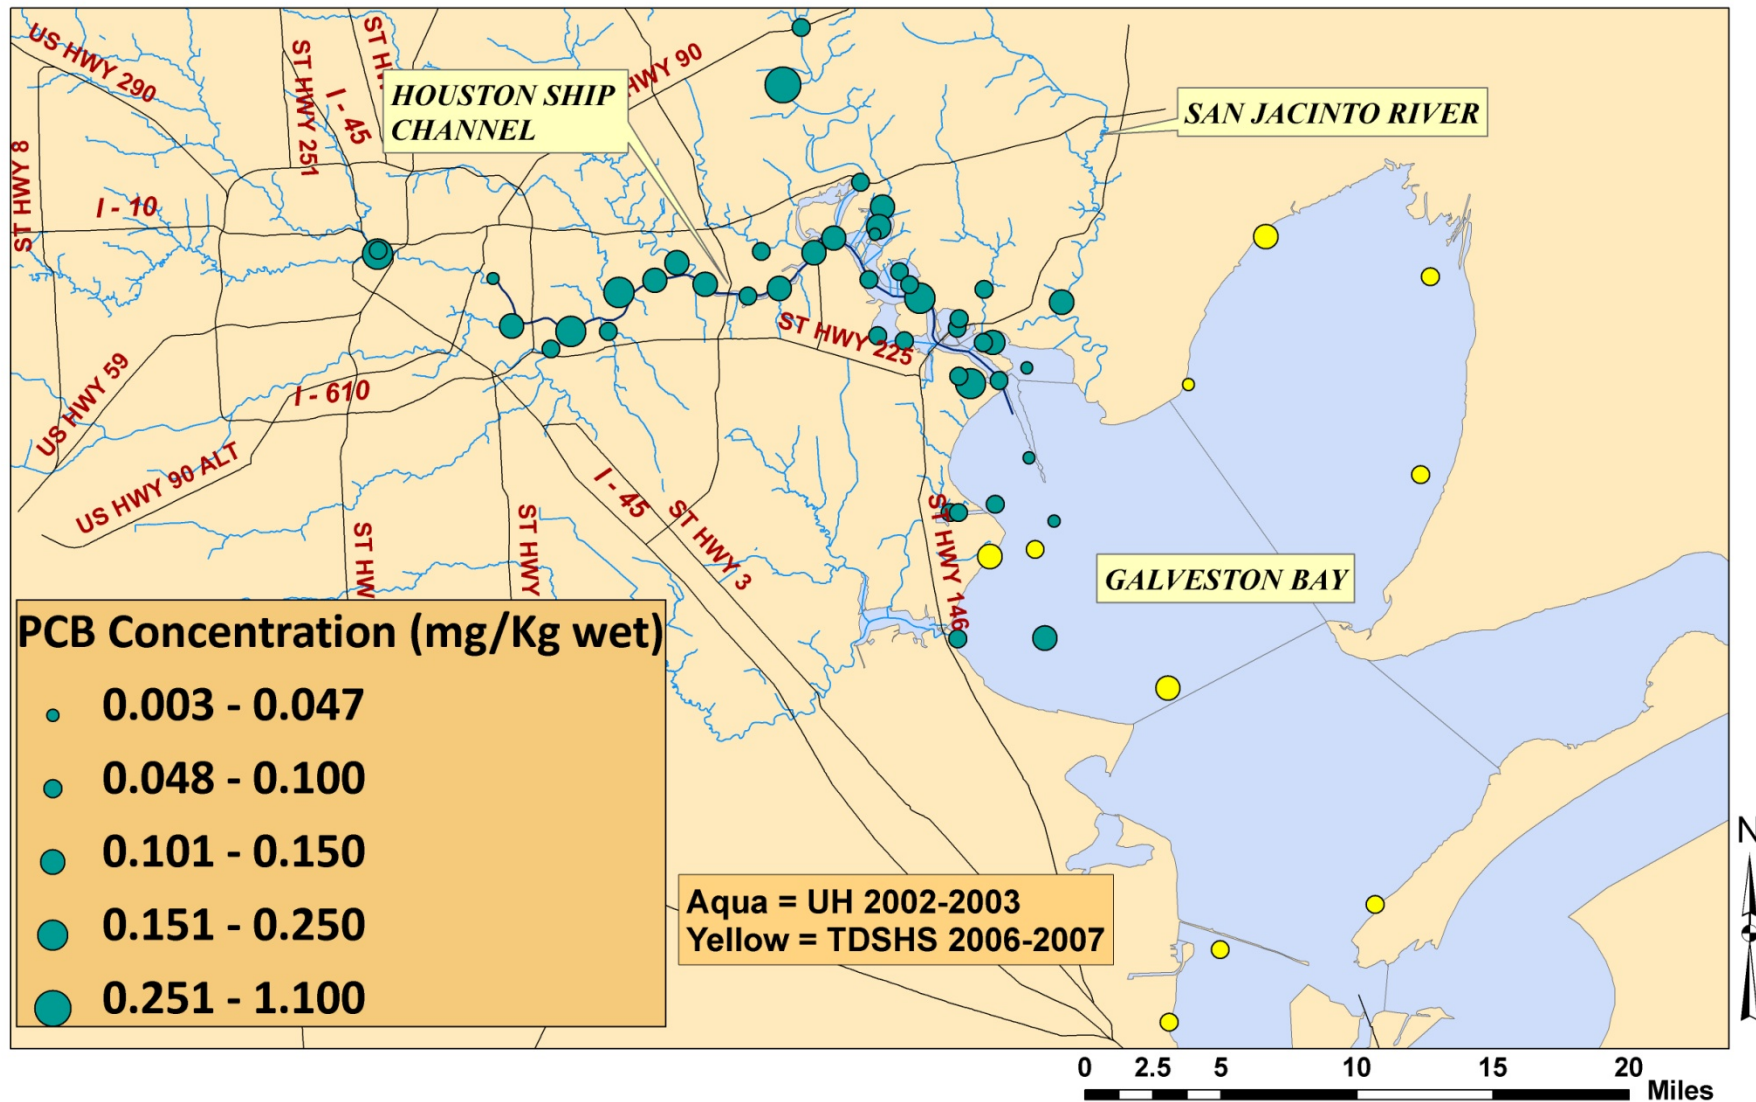 US HWY 290
ST HWY 251
I - 45
HWY 90
HOUSTON SHIP
CHANNEL
SAN JACINTO RIVER
ST HWY 8
I - 10
ST HWY 225
US HWY 59
I - 610
US HWY 90 ALT
I - 45
ST HWY 3
ST HWY 146
ST HW
ST HWY
GALVESTON BAY
PCB Concentration (mg/Kg wet)
0.003 - 0.047
0.048 - 0.100
0.101 - 0.150
0.151 - 0.250
0.251 - 1.100
Aqua = UH 2002-2003
Yellow = TDSHS 2006-2007
N
0 2.5 5 10 15 20
Miles